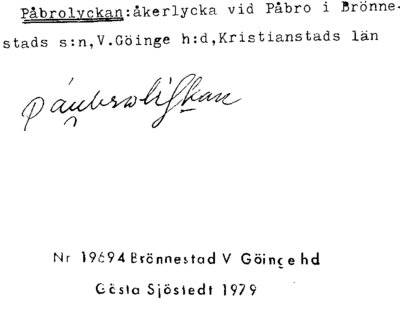 Påbrolyckan:åkerlycka vid Påbro i Brönne-
stads s:n,V.Göinge h:d,Kristianstads län
Nr 19694 Brönnestad V Göinge hd
Gösta Sjöstedt 1979